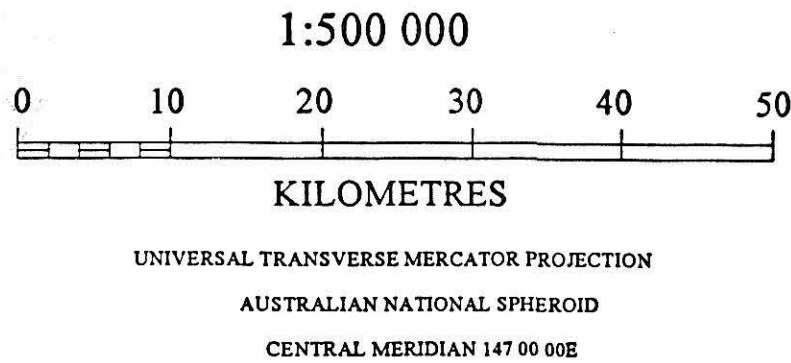 1:500 000
0 10 20 30 40 50
KILOMETRES
UNIVERSAL TRANSVERSE MERCATOR PROJECTION
AUSTRALIAN NATIONAL SPHEROID
CENTRAL MERIDIAN 147 00 00E